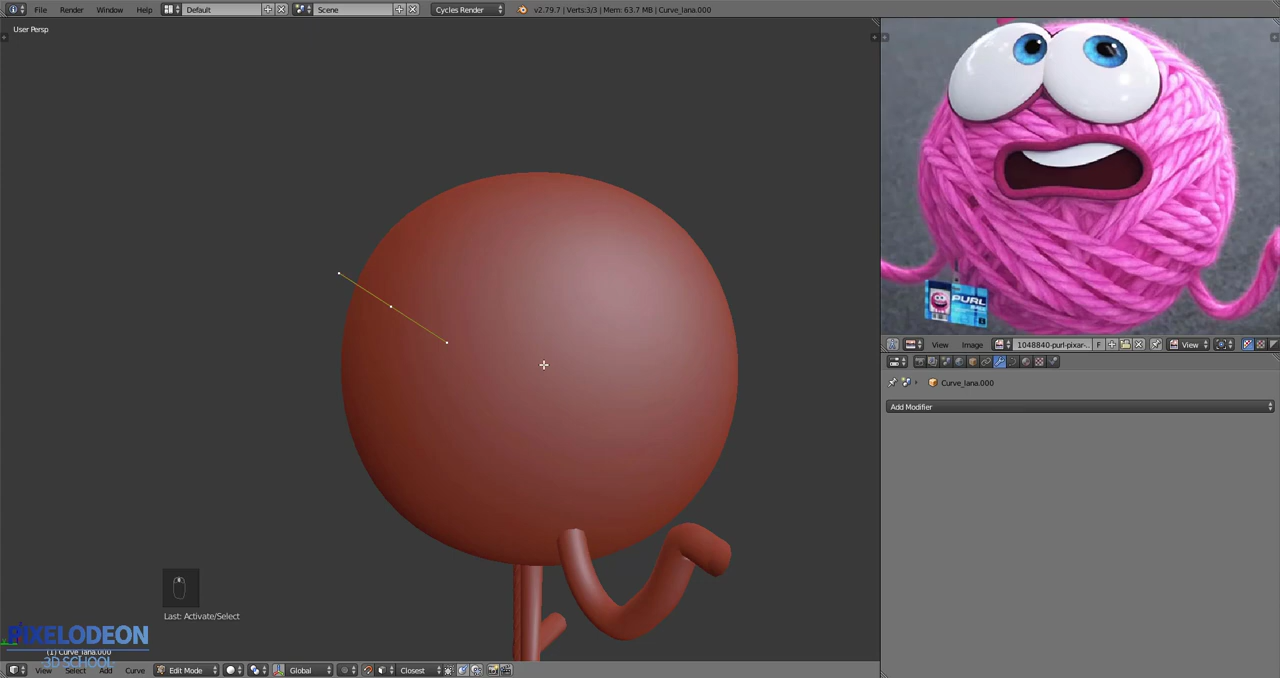 File Render Window Help Default Scene Cycles Render v2.79.7 | Verts:3/3 | Mem: 63.7 MB | Curve_lana.000
User Persp
PURL
View Image 1048840-purl-pixar-.. F View
Curve_lana.000
Add Modifier
Last: Activate/Select
PIXELODEON
3D SCHOOL
(1) Curve_lana.000
View Select Add Curve Edit Mode Global Closest